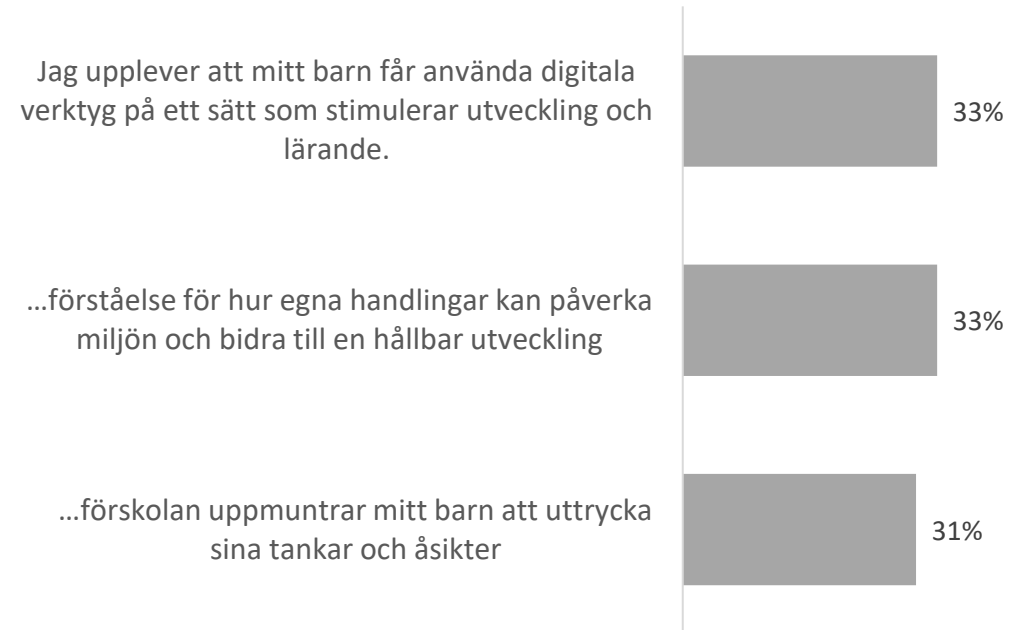 Jag upplever att mitt barn får använda digitala
verktyg på ett sätt som stimulerar utveckling och
lärande.
33%
...förståelse för hur egna handlingar kan påverka
miljön och bidra till en hållbar utveckling
33%
...förskolan uppmuntrar mitt barn att uttrycka
sina tankar och åsikter
31%